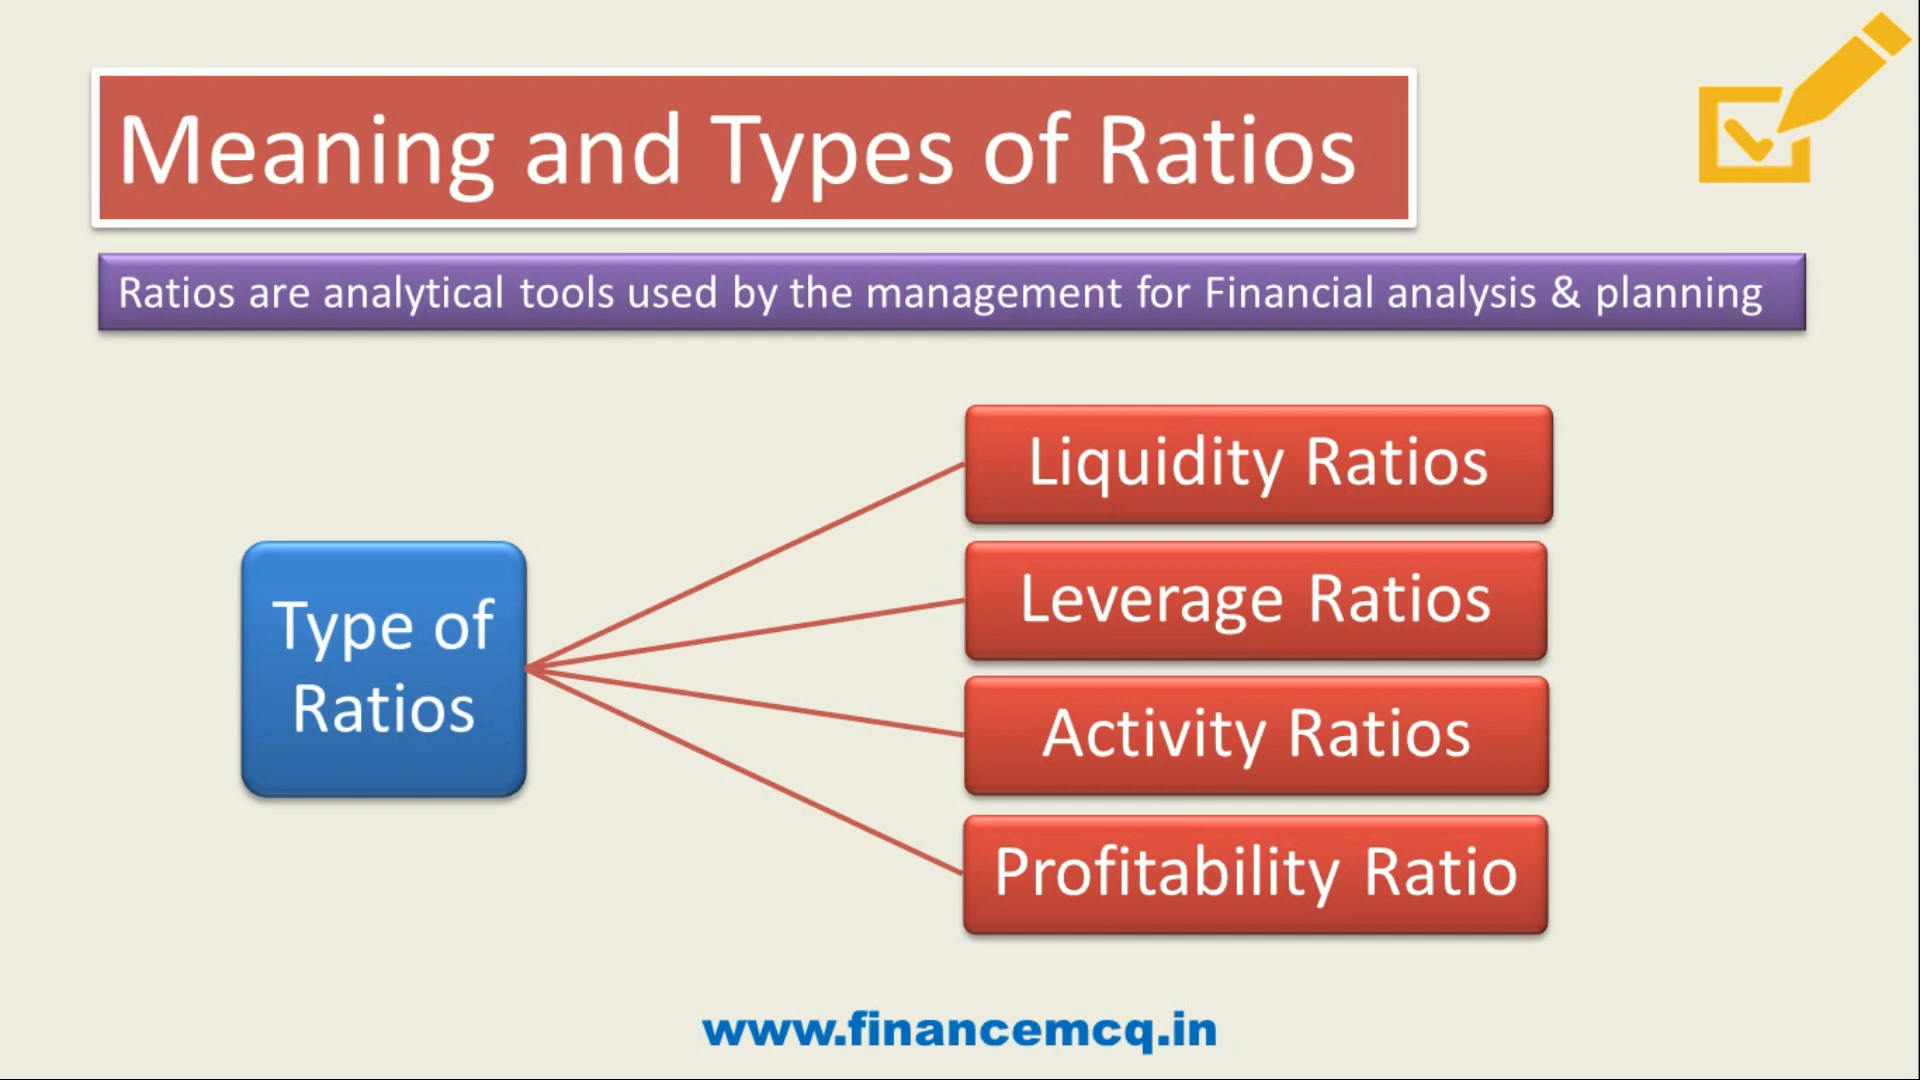 Meaning and Types of Ratios
Ratios are analytical tools used by the management for Financial analysis & planning
Type of
Ratios
Liquidity Ratios
Leverage Ratios
Activity Ratios
Profitability Ratio
www.financemcq.in